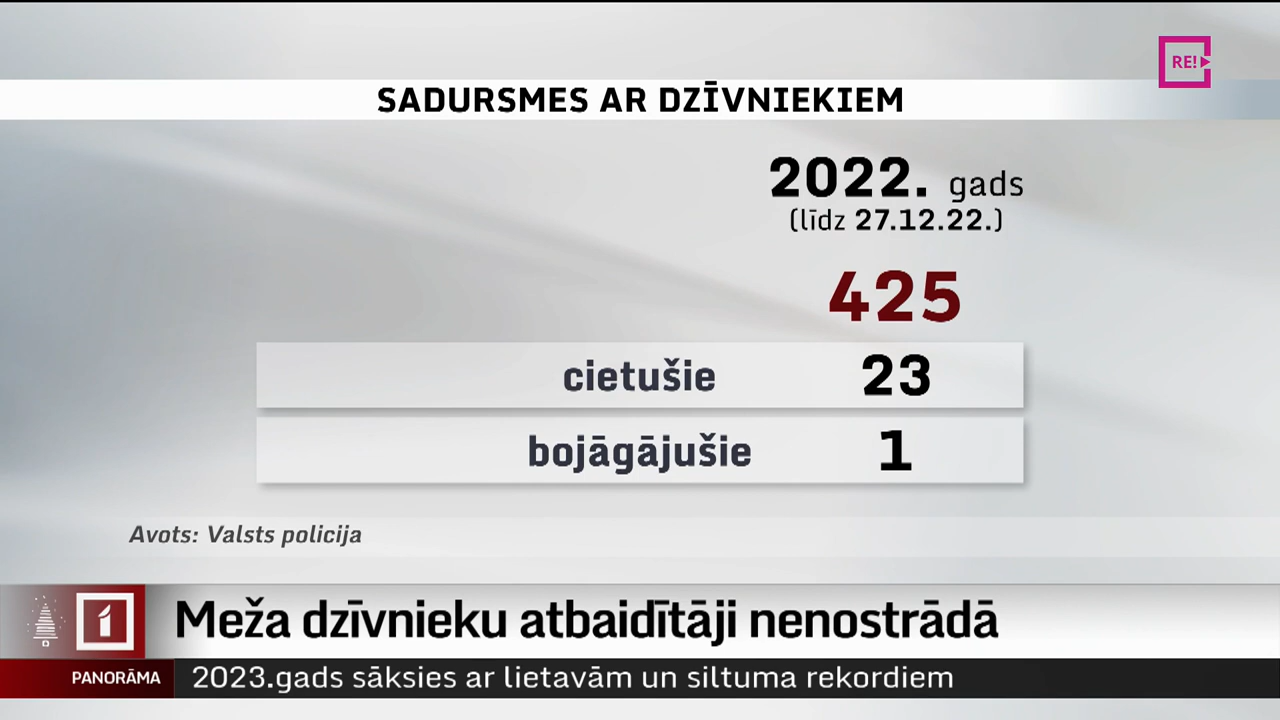 RE!
SADURSMES AR DZĪVNIEKIEM
2022. gads
(līdz 27.12.22.)
425
cietušie 23
bojāgājušie 1
Avots: Valsts policija
1 Meža dzīvnieku atbaidītāji nenostrādā
PANORĀMA 2023.gads sāksies ar lietavām un siltuma rekordiem